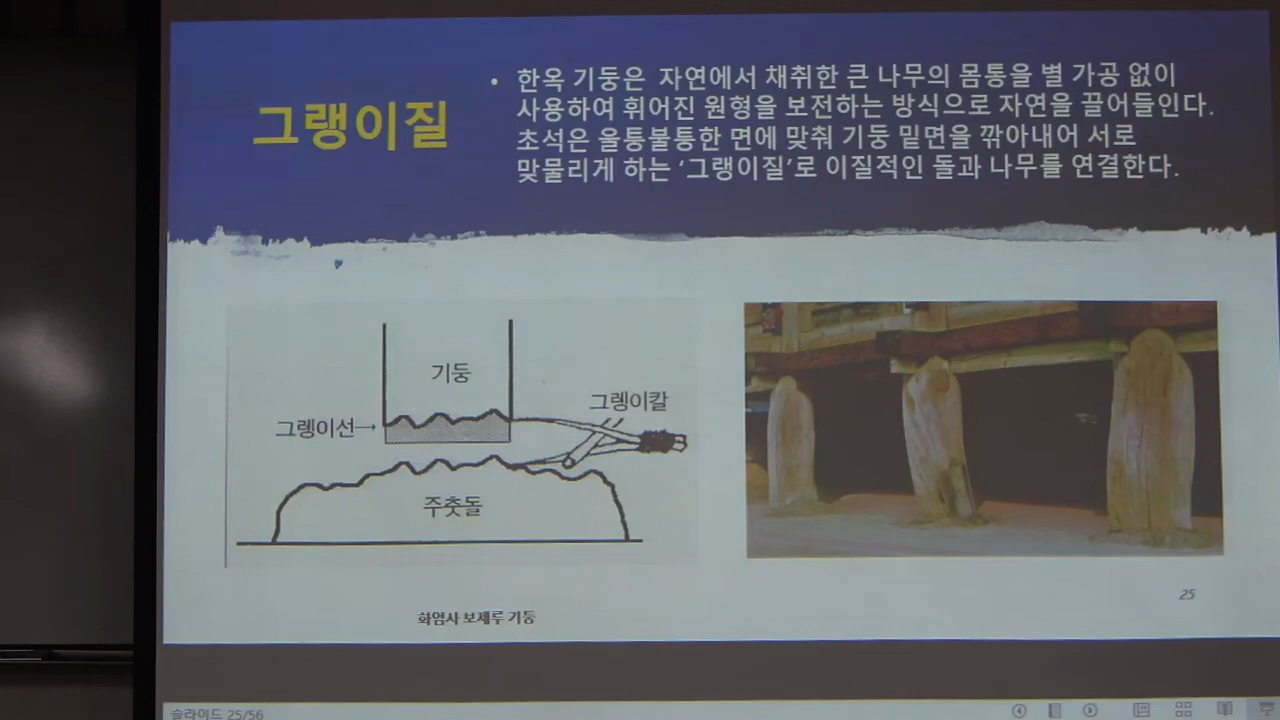 그랭이질
• 한옥 기둥은 자연에서 채취한 큰 나무의 몸통을 별 가공 없이
사용하여 휘어진 원형을 보전하는 방식으로 자연을 끌어들인다.
초석은 울퉁불퉁한 면에 맞춰 기둥 밑면을 깎아내어 서로
맞물리게 하는 ‘그랭이질’로 이질적인 돌과 나무를 연결한다.
기둥
그렝이칼
그렝이선→
주춧돌
화엄사 보제루 기둥
25
슬라이드 25/56